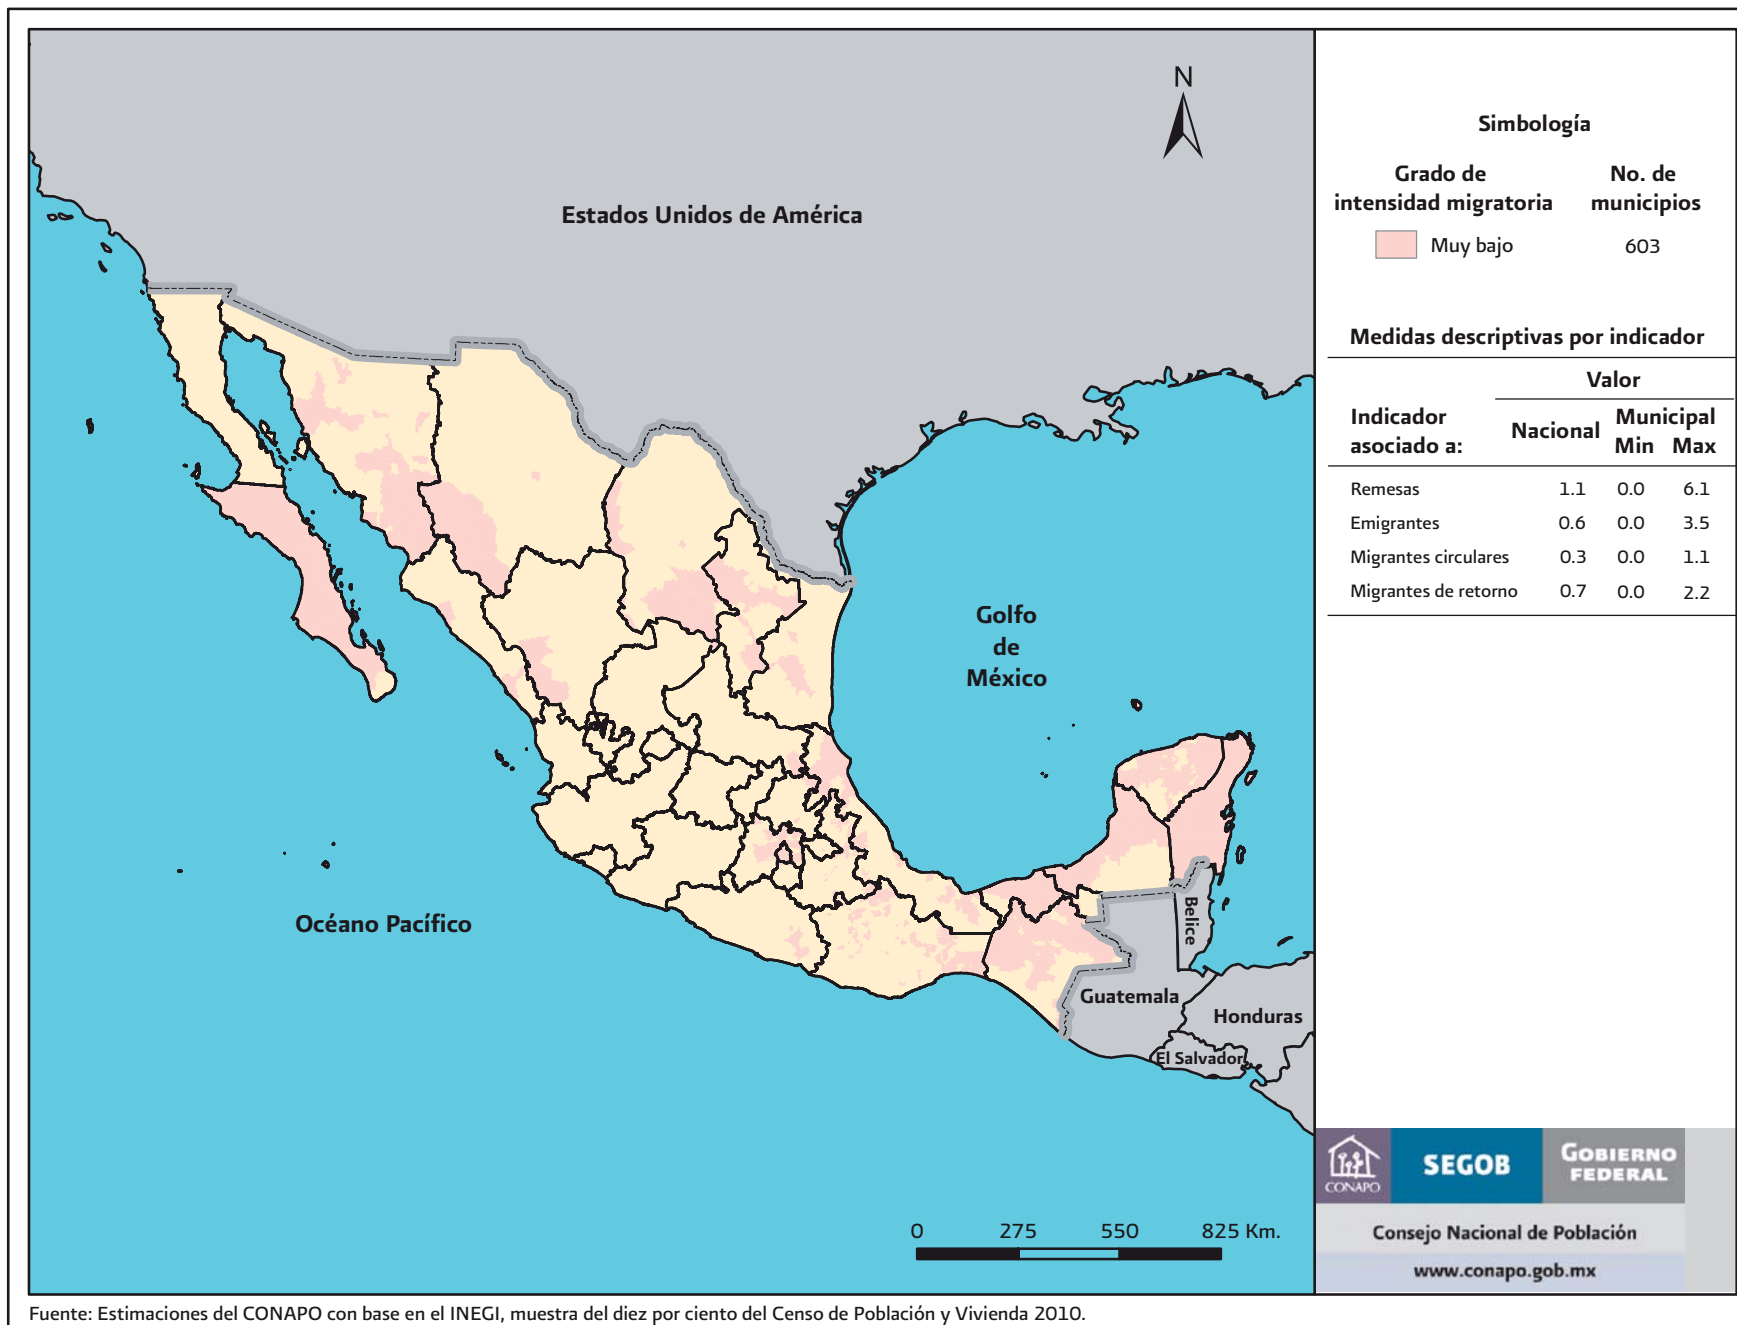 N
Estados Unidos de América
Golfo
de
México
Océano Pacífico
Belice
Guatemala
Honduras
El Salvador
0 275 550 825 Km.
Simbología
Grado de
intensidad migratoria
No. de
municipios
Muy bajo 603
Medidas descriptivas por indicador
Valor
Indicador
asociado a:
Nacional
Municipal
Min Max
Remesas 1.1 0.0 6.1
Emigrantes 0.6 0.0 3.5
Migrantes circulares 0.3 0.0 1.1
Migrantes de retorno 0.7 0.0 2.2
CONAPO
SEGOB
GOBIERNO
FEDERAL
Consejo Nacional de Población
www.conapo.gob.mx
Fuente: Estimaciones del CONAPO con base en el INEGI, muestra del diez por ciento del Censo de Población y Vivienda 2010.